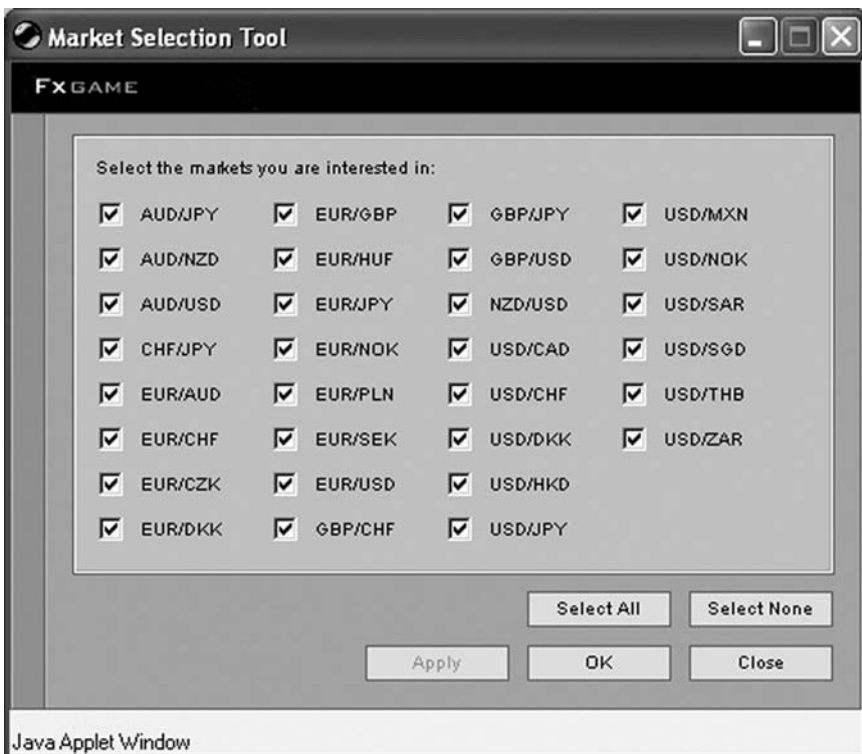 Market Selection Tool
FXGAME
Select the markets you are interested in:
AUD/JPY EUR/GBP GBP/JPY USD/MXN
AUD/NZD EUR/HUF GBP/USD USD/NOK
AUD/USD EUR/JPY NZD/USD USD/SAR
CHF/JPY EUR/NOK USD/CAD USD/SGD
EUR/AUD EUR/PLN USD/CHF USD/THB
EUR/CHF EUR/SEK USD/DKK USD/ZAR
EUR/CZK EUR/USD USD/HKD
EUR/DKK GBP/CHF USD/JPY
Select All Select None
Apply OK Close
Java Applet Window